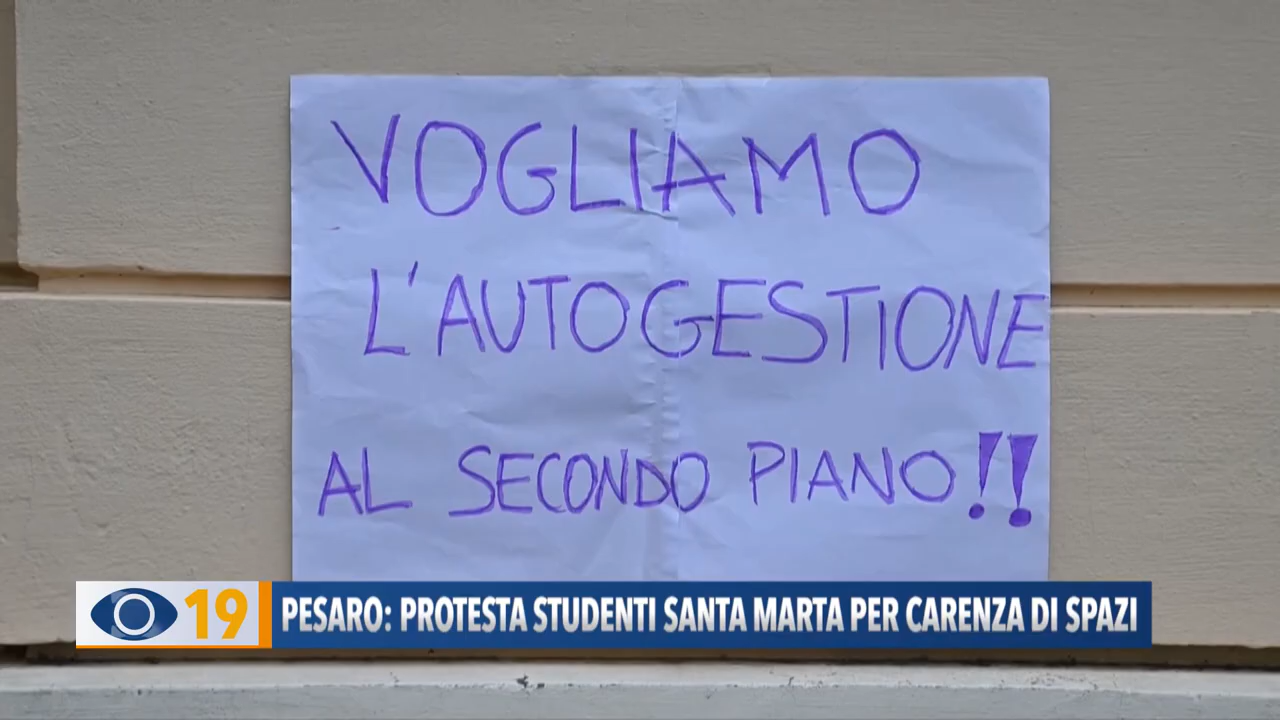 VOGLIAMO
L'AUTOGESTIONE
AL SECONDO PIANO!!
19 PESARO: PROTESTA STUDENTI SANTA MARTA PER CARENZA DI SPAZI